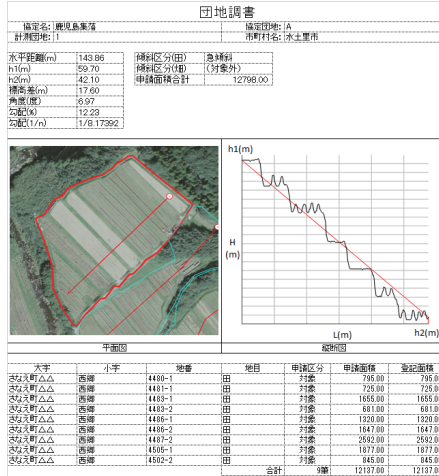 団地調書
協定名: 鹿児島集落 協定団地: A
計測団地: 1 市町村名: 水土里市
水平距離(m) 143.86 傾斜区分(田) 急傾斜
h1(m) 59.70 傾斜区分(畑) (対象外)
h2(m) 42.10 申請面積合計 12798.00
標高差(m) 17.60
角度(度) 6.97
勾配(%) 12.23
勾配(1/n) 1/8.17392
h1(m)
H
(m)
L(m) h2(m)
平面図 縦断図
大字 小字 地番 地目 申請区分 申請面積 登記面積
さなえ町△△ 西郷 4480-1 田 対象 795.00 795.0
さなえ町△△ 西郷 4481-1 田 対象 725.00 725.0
さなえ町△△ 西郷 4483-1 田 対象 1655.00 1655.0
さなえ町△△ 西郷 4483-2 田 対象 681.00 681.0
さなえ町△△ 西郷 4486-1 田 対象 1320.00 1320.0
さなえ町△△ 西郷 4486-2 田 対象 1647.00 1647.0
さなえ町△△ 西郷 4487-2 田 対象 2592.00 2592.0
さなえ町△△ 西郷 4505-1 田 対象 1877.00 1877.0
さなえ町△△ 西郷 4502-2 田 対象 845.00 845.0
合計 9筆 12137.00 12137.0